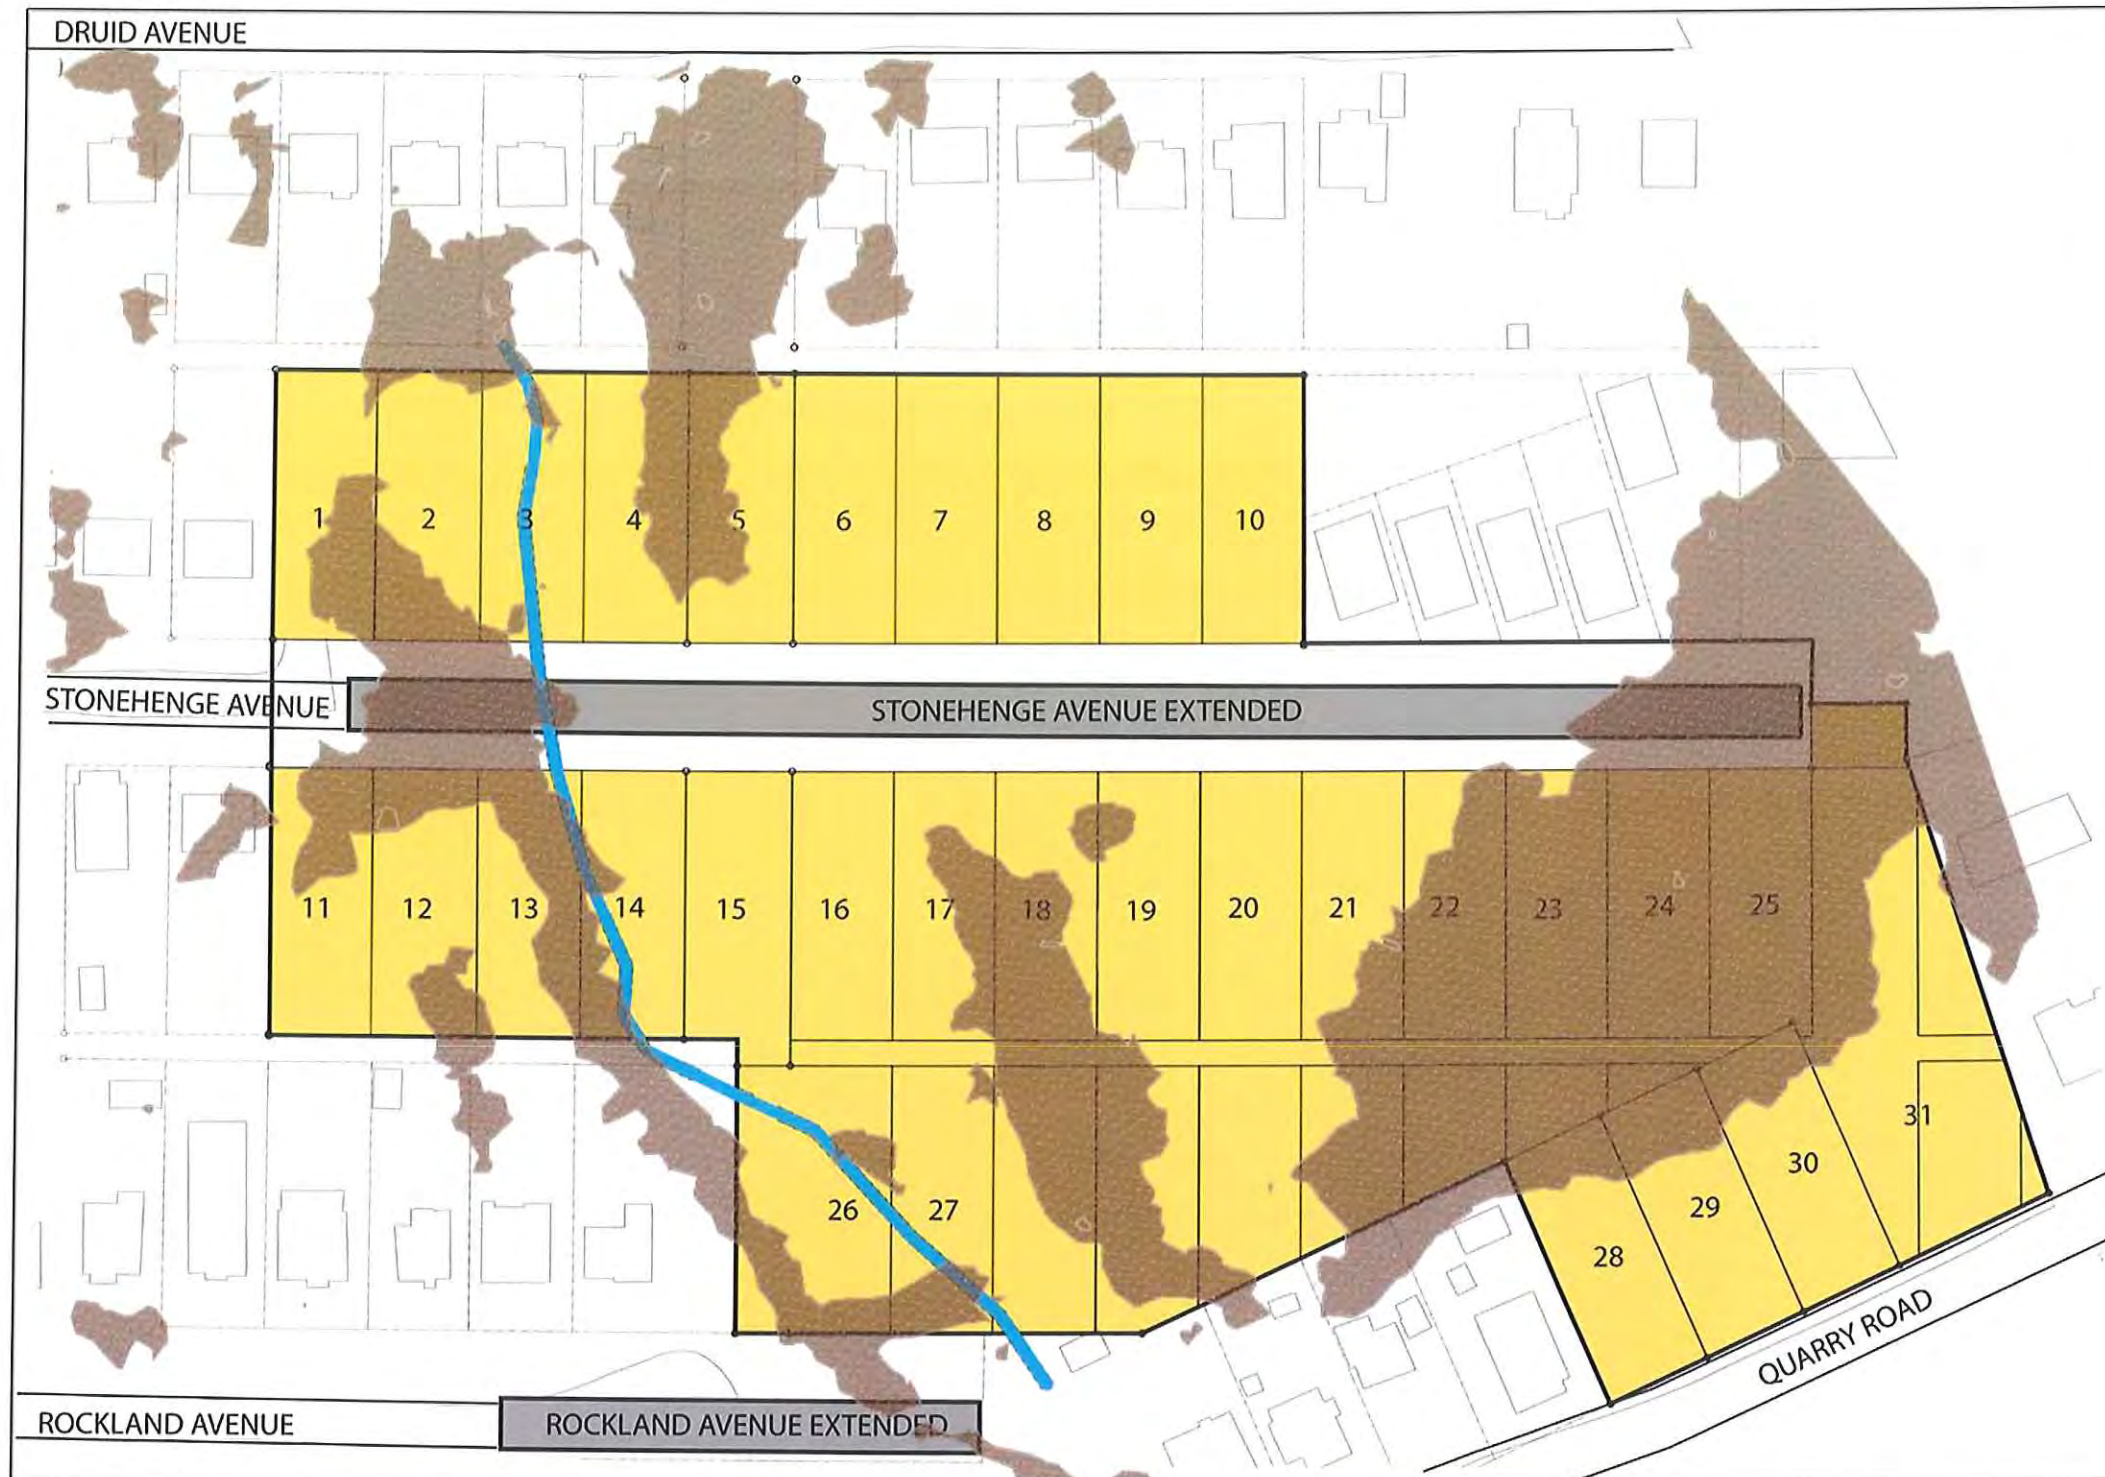 DRUID AVENUE
1 2 3 4 5 6 7 8 9 10
STONEHENGE AVENUE
STONEHENGE AVENUE EXTENDED
11 12 13 14 15 16 17 18 19 20 21 22 23 24 25
26 27 28 29 30 31
QUARRY ROAD
ROCKLAND AVENUE
ROCKLAND AVENUE EXTENDED